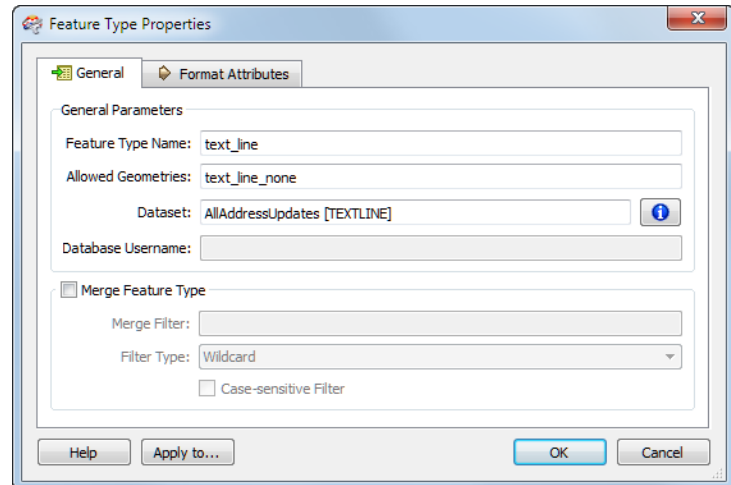 Feature Type Properties
General
Format Attributes
General Parameters
Feature Type Name: text_line
Allowed Geometries: text_line_none
Dataset: AllAddressUpdates [TEXTLINE]
Database Username:
Merge Feature Type
Merge Filter:
Filter Type: Wildcard
Case-sensitive Filter
Help
Apply to...
OK
Cancel